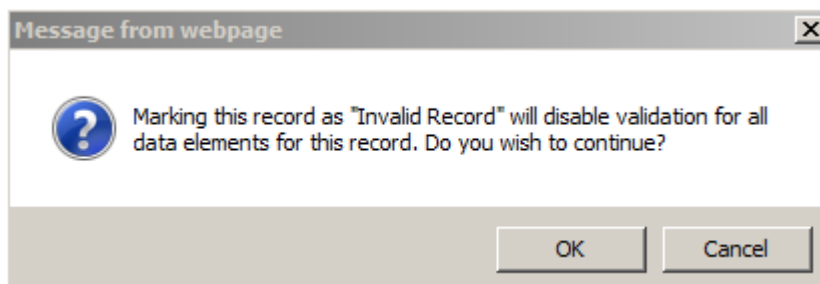 Message from webpage
Marking this record as "Invalid Record" will disable validation for all
data elements for this record. Do you wish to continue?
OK
Cancel